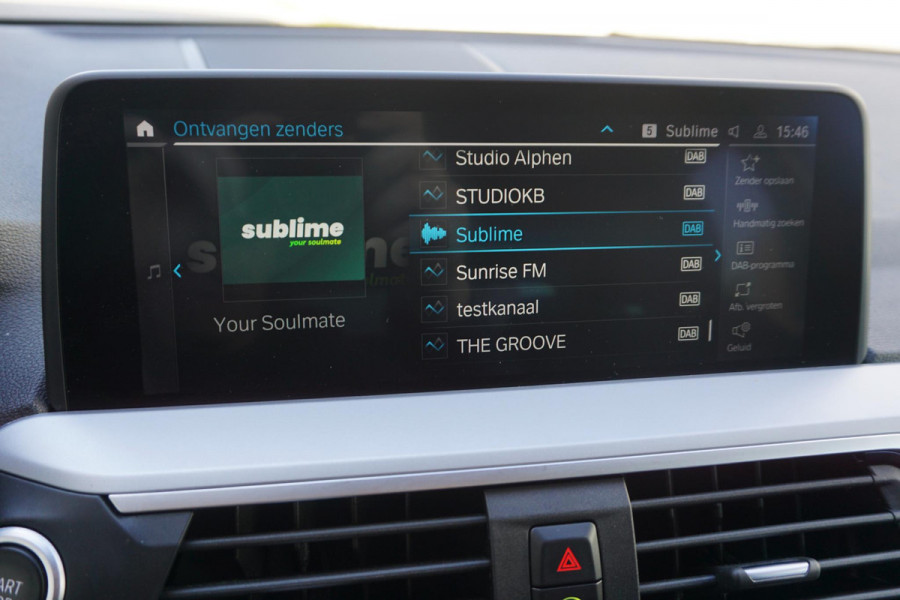 Ontvangen zenders
5 Sublime 15:46
sublime
your soulmate
Your Soulmate
Studio Alphen DAB
STUDIOKB DAB
Sublime DAB
Sunrise FM DAB
testkanaal DAB
THE GROOVE DAB
Zender opslaan
Handmatig zoeken
DAB-programma
Afb. vergroten
Geluid